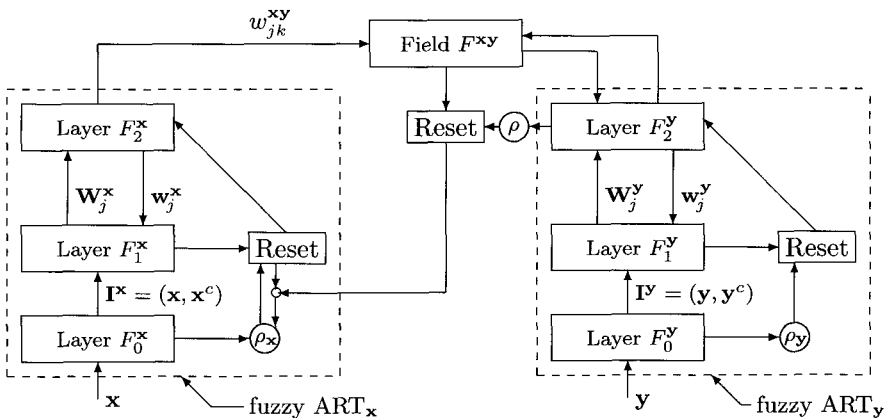 w_{jk}^{xy}
Field F^{xy}
Layer F_2^x
Reset
ρ
Layer F_2^y
W_j^x
w_j^x
W_j^y
w_j^y
Layer F_1^x
Reset
Layer F_1^y
Reset
I^x = (x, x^c)
I^y = (y, y^c)
Layer F_0^x
ρ_x
Layer F_0^y
ρ_y
x
fuzzy ART_x
y
fuzzy ART_y